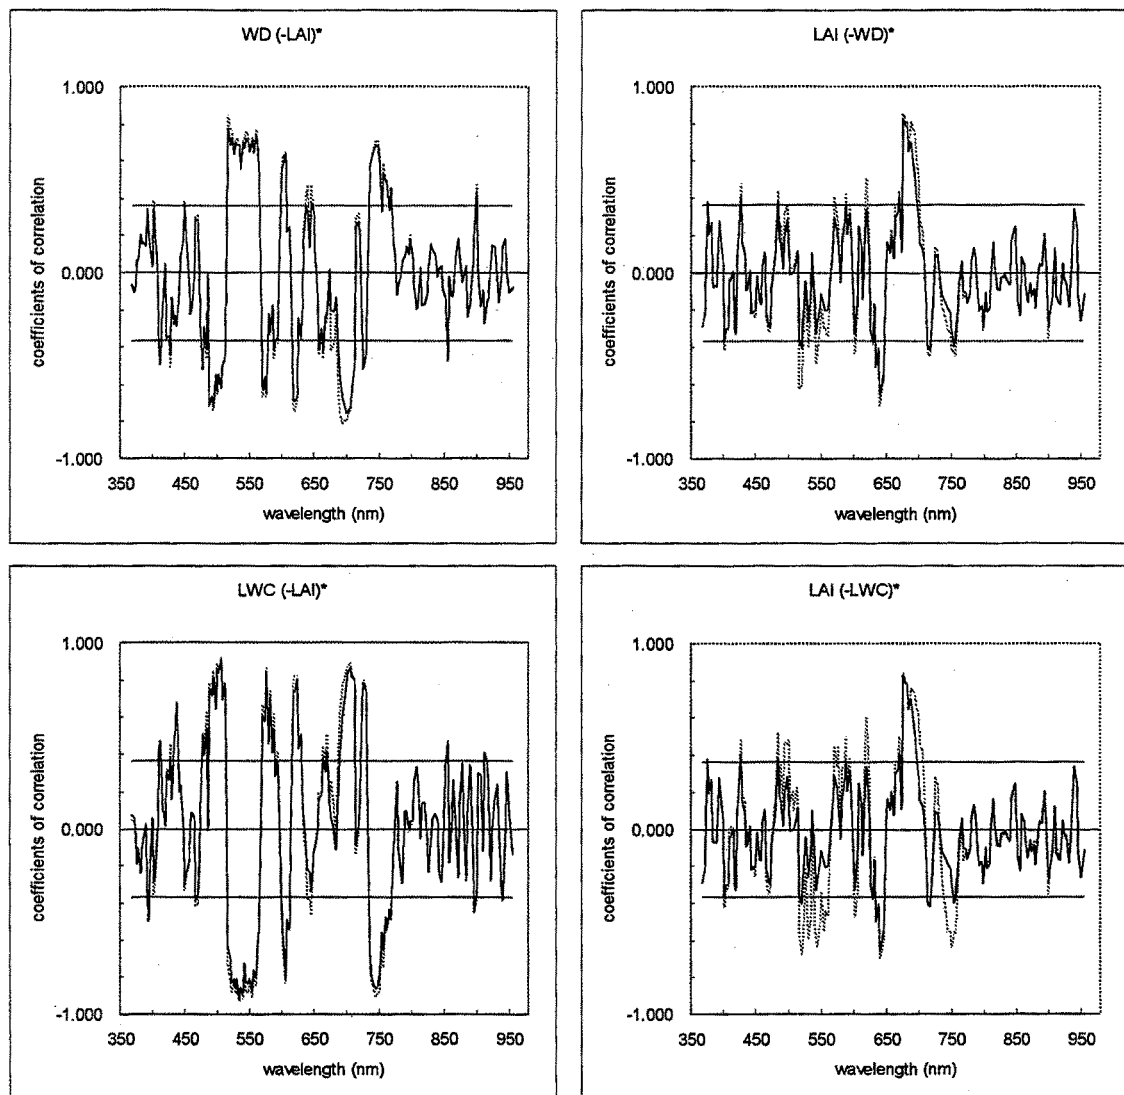 WD (-LAI)*
1.000
0.000
-1.000
coefficients of correlation
350 450 550 650 750 850 950
wavelength (nm)
LAI (-WD)*
1.000
0.000
-1.000
coefficients of correlation
350 450 550 650 750 850 950
wavelength (nm)
LWC (-LAI)*
1.000
0.000
-1.000
coefficients of correlation
350 450 550 650 750 850 950
wavelength (nm)
LAI (-LWC)*
1.000
0.000
-1.000
coefficients of correlation
350 450 550 650 750 850 950
wavelength (nm)